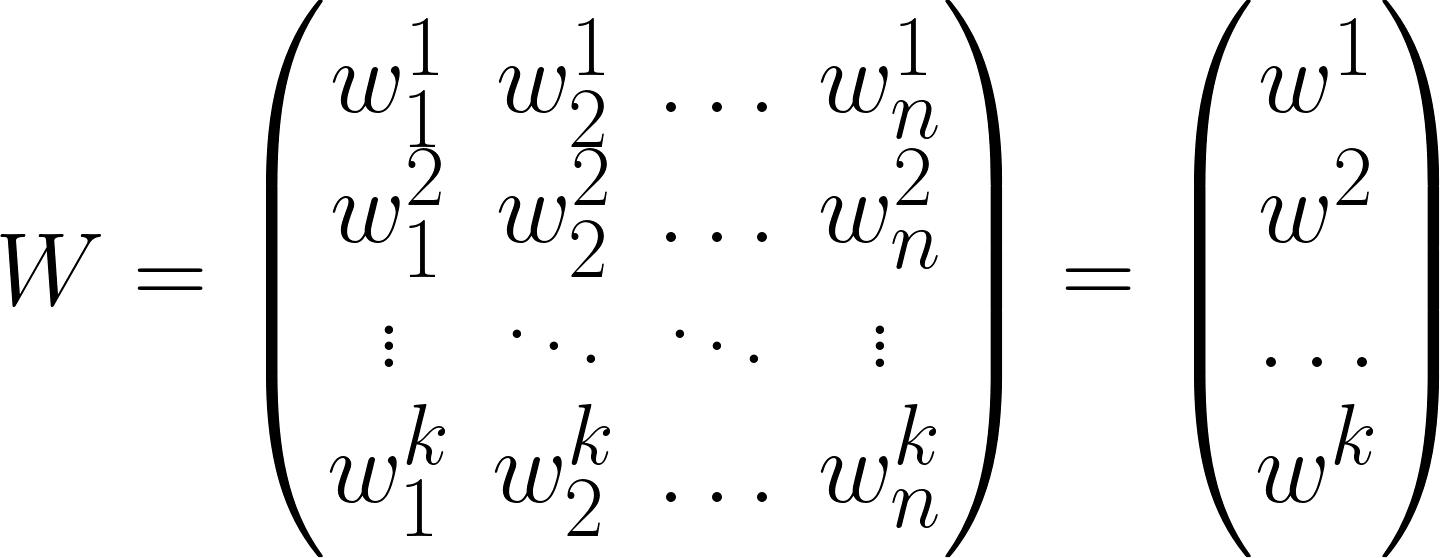 W = \begin{pmatrix} w_1^1 & w_2^1 & \dots & w_n^1 \\ w_1^2 & w_2^2 & \dots & w_n^2 \\ \vdots & \ddots & \ddots & \vdots \\ w_1^k & w_2^k & \dots & w_n^k \end{pmatrix} = \begin{pmatrix} w^1 \\ w^2 \\ \dots \\ w^k \end{pmatrix}